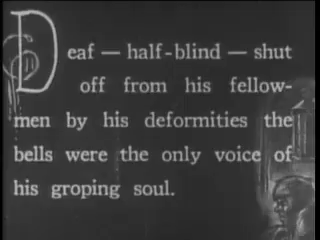 Deaf — half-blind — shut
off from his fellow-
men by his deformities the
bells were the only voice of
his groping soul.